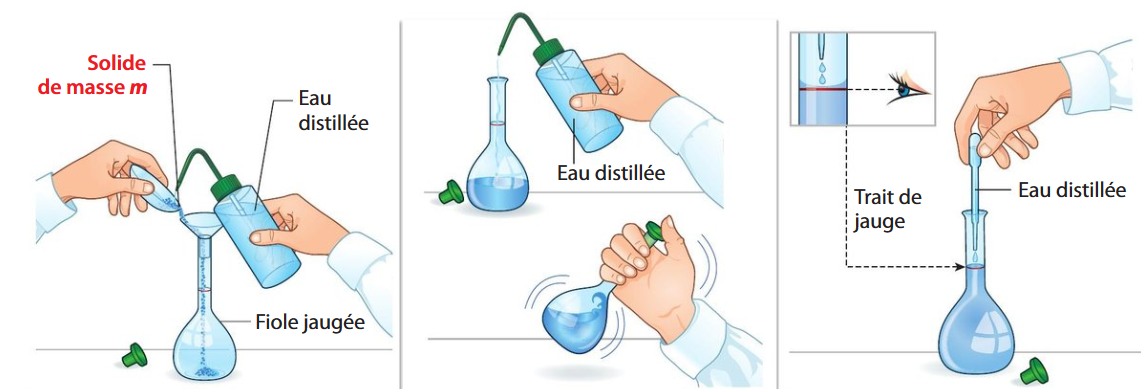 Solide
de masse m
Eau
distillée
Fiole jaugée
Eau distillée
Trait de
jauge
Eau distillée